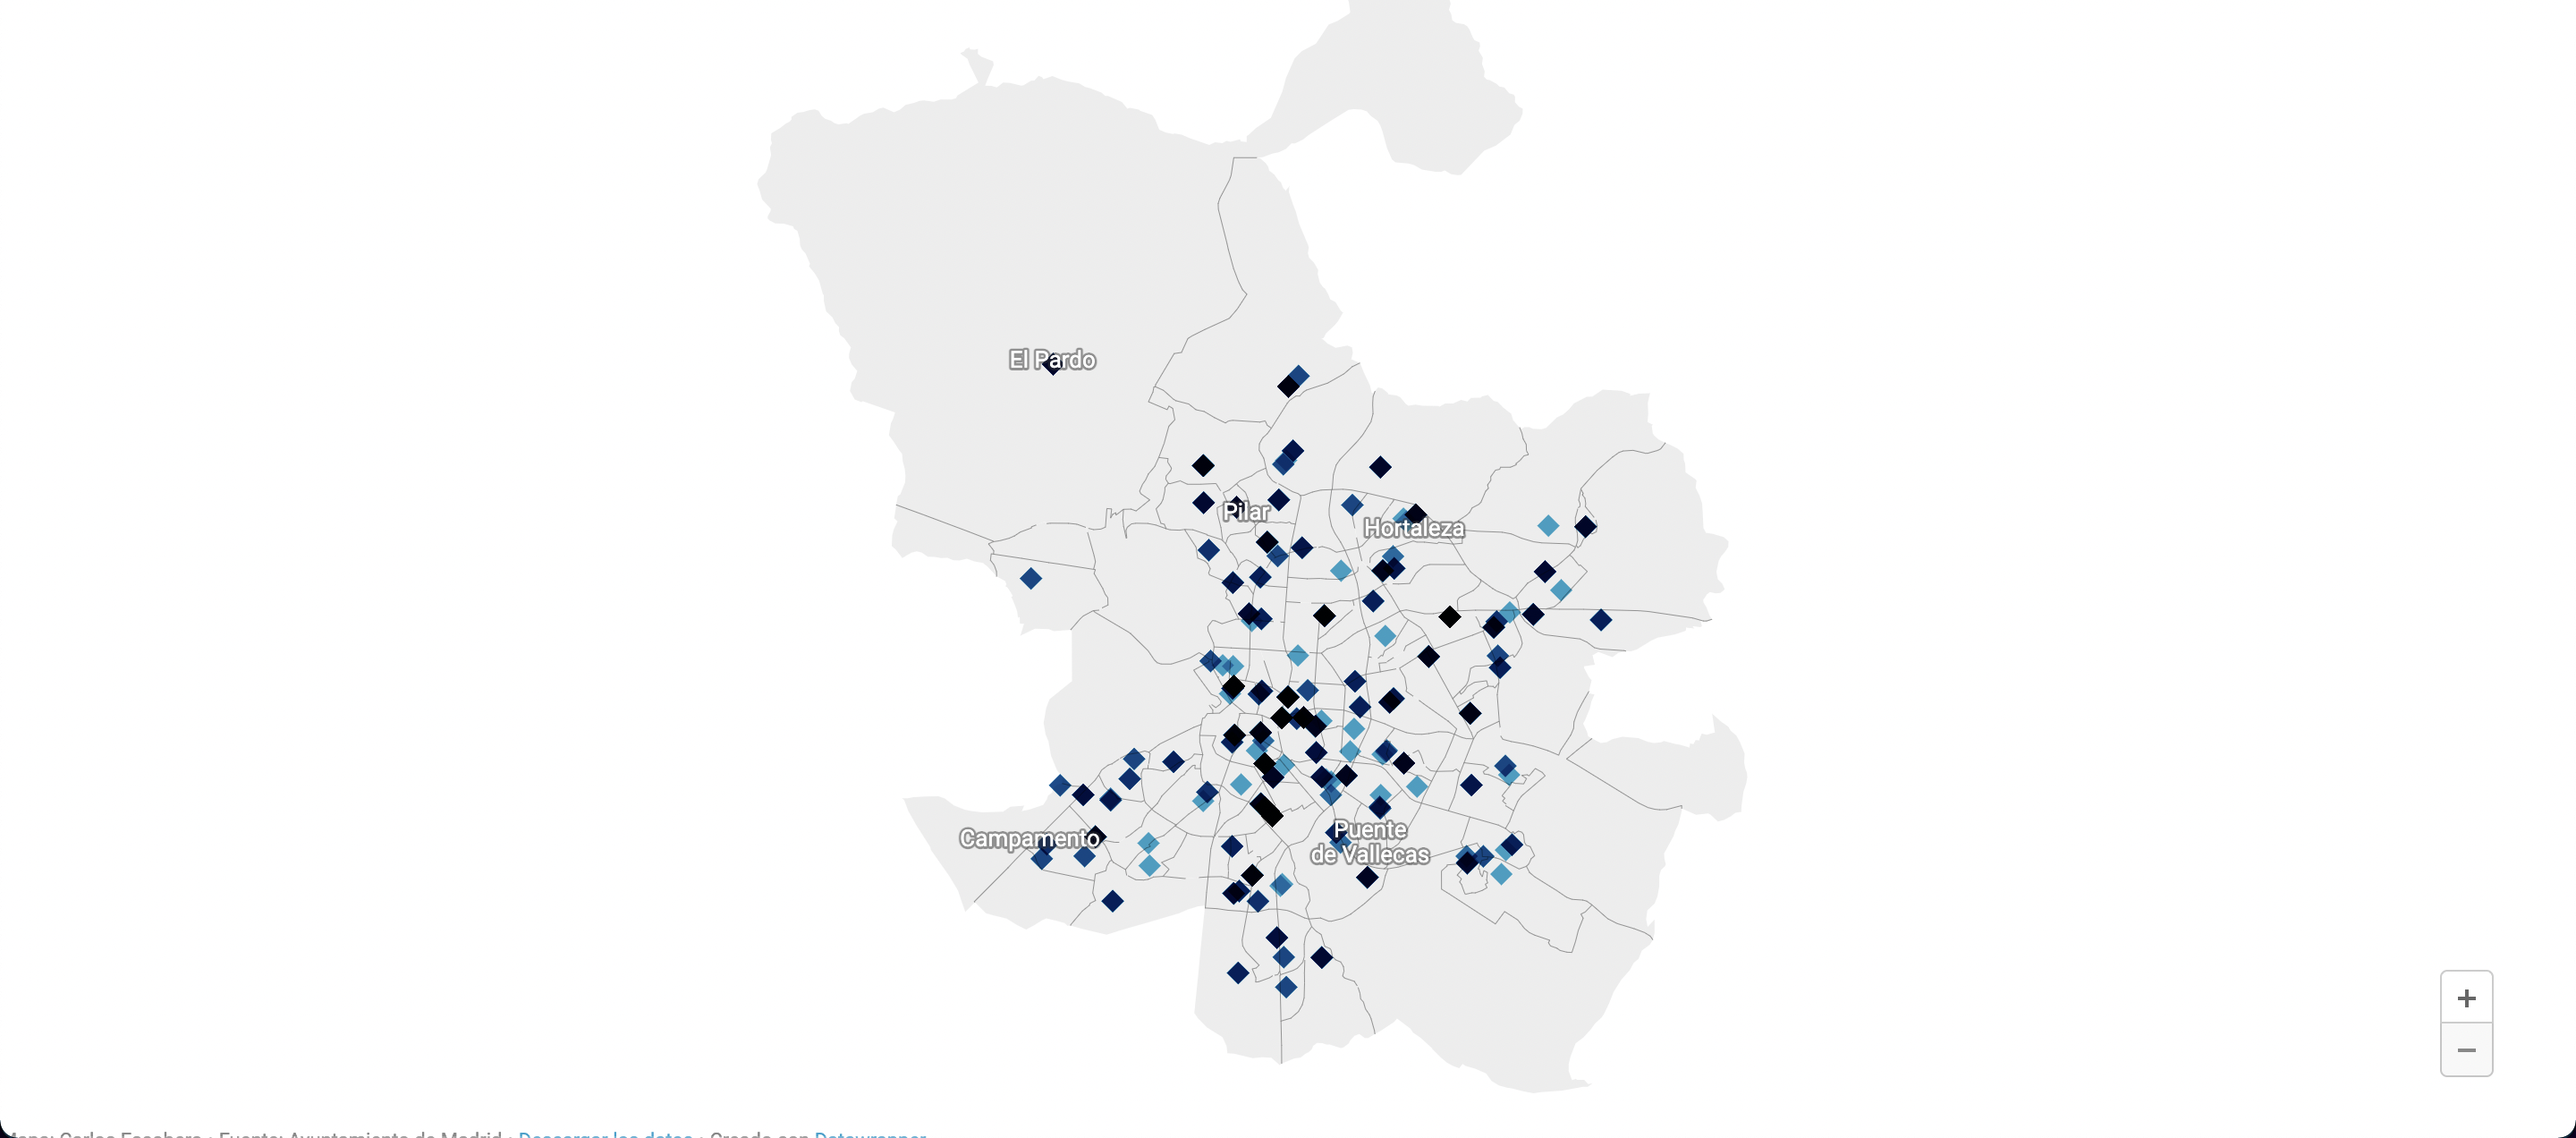 El Pardo
Pilar
Hortaleza
Campamento
Puente
de Vallecas
+
−
Mapa: Carlos Escobero · Fuente: Ayuntamiento de Madrid · Descargar los datos · Creado con Datawrapper